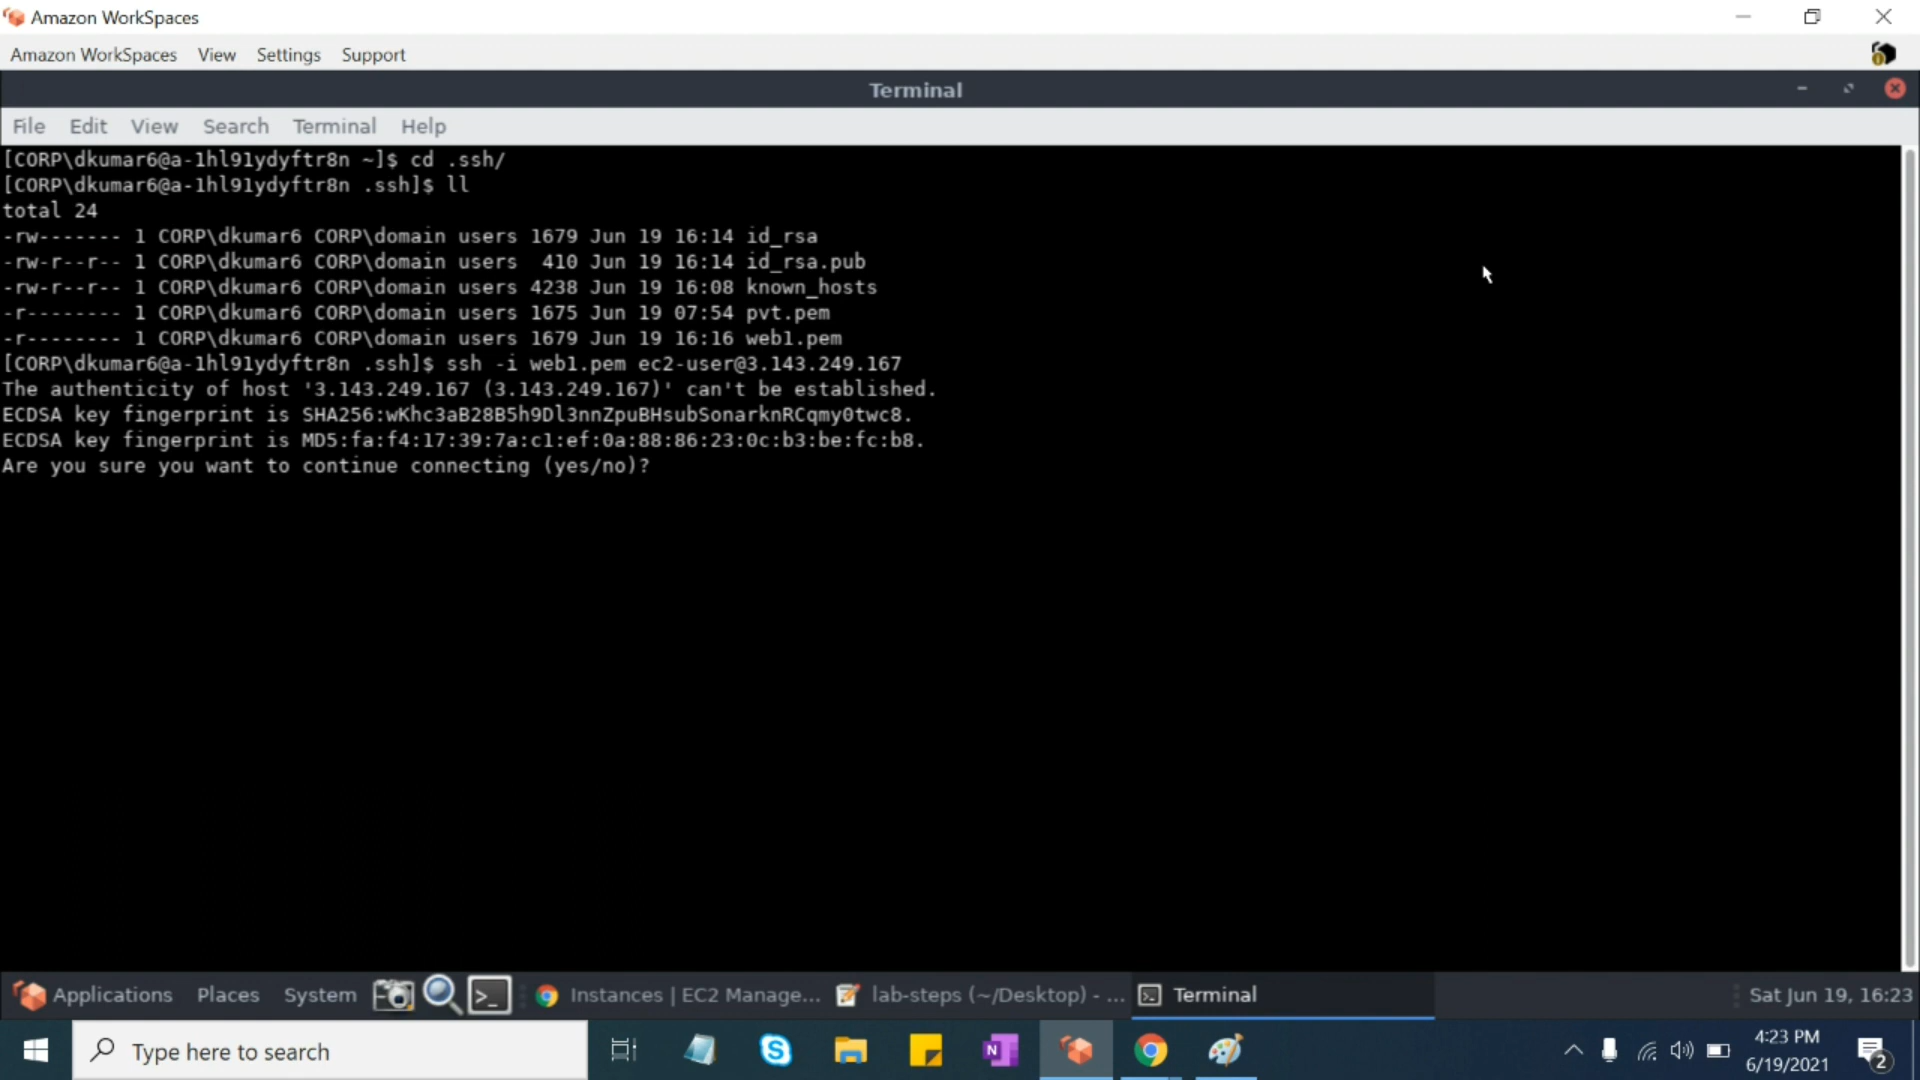 Amazon WorkSpaces
Amazon WorkSpaces View Settings Support
Terminal
File Edit View Search Terminal Help
[CORP\dkumar6@a-1hl91ydyftr8n ~]$ cd .ssh/
[CORP\dkumar6@a-1hl91ydyftr8n .ssh]$ ll
total 24
-rw------- 1 CORP\dkumar6 CORP\domain users 1679 Jun 19 16:14 id_rsa
-rw-r--r-- 1 CORP\dkumar6 CORP\domain users  410 Jun 19 16:14 id_rsa.pub
-rw-r--r-- 1 CORP\dkumar6 CORP\domain users 4238 Jun 19 16:08 known_hosts
-r-------- 1 CORP\dkumar6 CORP\domain users 1675 Jun 19 07:54 pvt.pem
-r-------- 1 CORP\dkumar6 CORP\domain users 1679 Jun 19 16:16 web1.pem
[CORP\dkumar6@a-1hl91ydyftr8n .ssh]$ ssh -i web1.pem ec2-user@3.143.249.167
The authenticity of host '3.143.249.167 (3.143.249.167)' can't be established.
ECDSA key fingerprint is SHA256:wKhc3aB28B5h9Dl3nnZpuBHsubSonarknRCqmy0twc8.
ECDSA key fingerprint is MD5:fa:f4:17:39:7a:c1:ef:0a:88:86:23:0c:b3:be:fc:b8.
Are you sure you want to continue connecting (yes/no)?
Applications Places System Instances | EC2 Manage... lab-steps (~/Desktop) - ... Terminal Sat Jun 19, 16:23
Type here to search
4:23 PM
6/19/2021
2